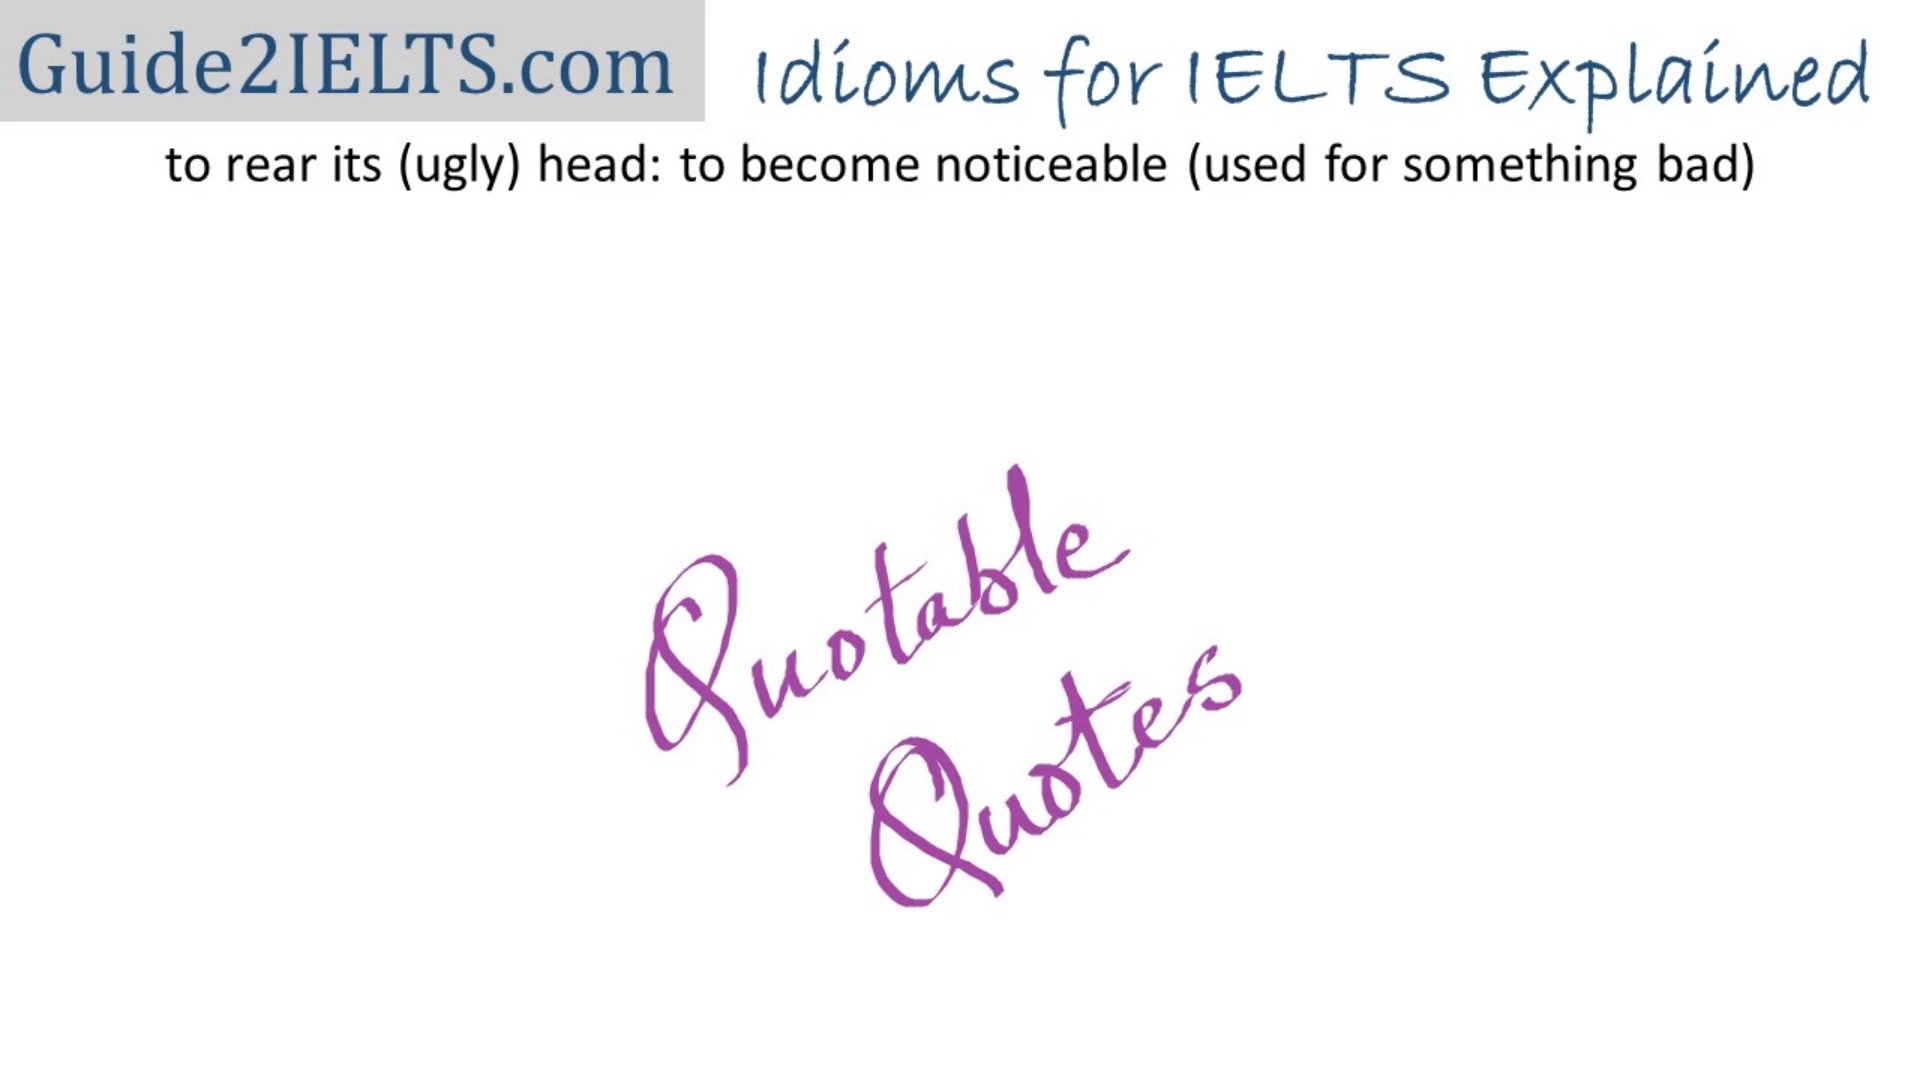 Guide2IELTS.com
Idioms for IELTS Explained
to rear its (ugly) head: to become noticeable (used for something bad)
Quotable
Quotes